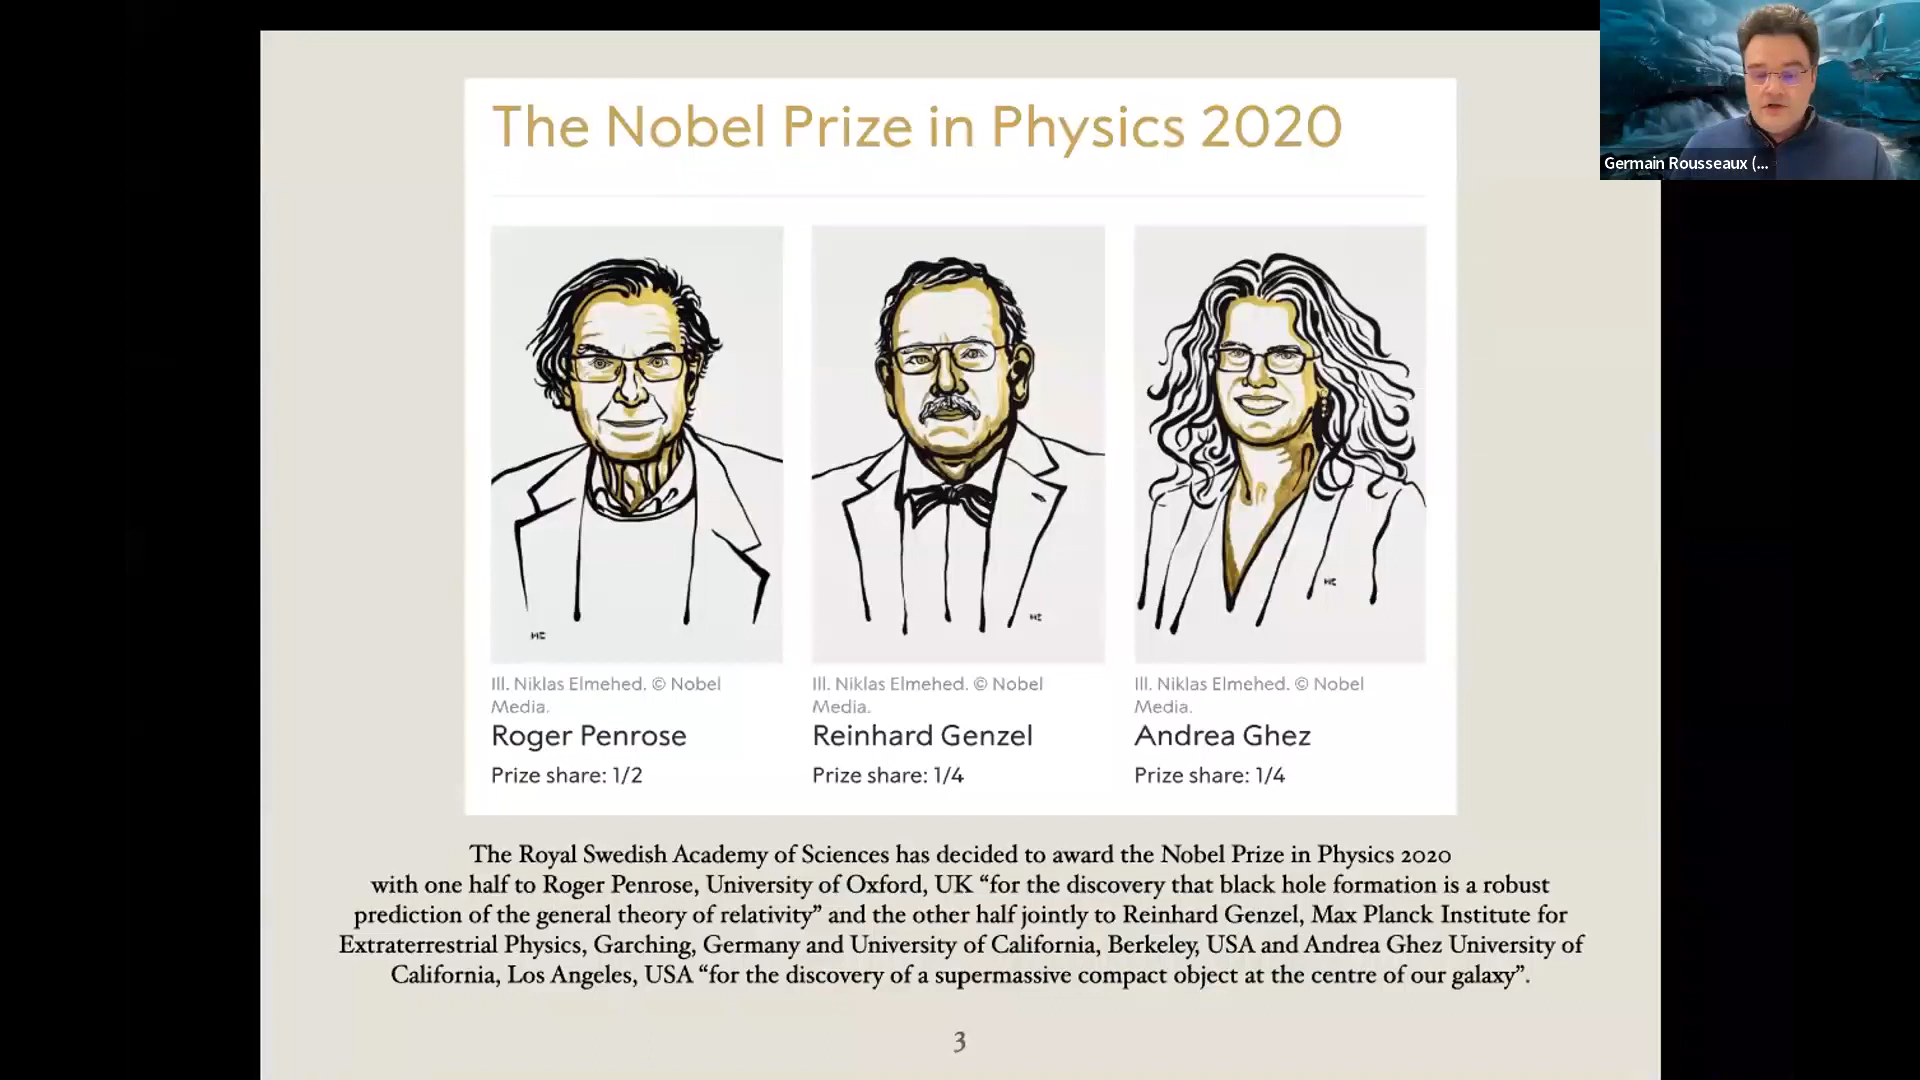 The Nobel Prize in Physics 2020
Germain Rousseaux (...
Ill. Niklas Elmehed. © Nobel
Media.
Roger Penrose
Prize share: 1/2
Ill. Niklas Elmehed. © Nobel
Media.
Reinhard Genzel
Prize share: 1/4
Ill. Niklas Elmehed. © Nobel
Media.
Andrea Ghez
Prize share: 1/4
The Royal Swedish Academy of Sciences has decided to award the Nobel Prize in Physics 2020
with one half to Roger Penrose, University of Oxford, UK “for the discovery that black hole formation is a robust
prediction of the general theory of relativity” and the other half jointly to Reinhard Genzel, Max Planck Institute for
Extraterrestrial Physics, Garching, Germany and University of California, Berkeley, USA and Andrea Ghez University of
California, Los Angeles, USA “for the discovery of a supermassive compact object at the centre of our galaxy”.
3